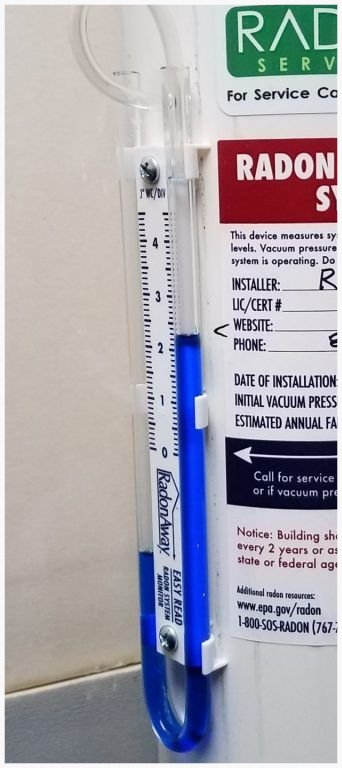 RAD
SERV
For Service Ca
.1" WC/DIV
4
3
2
1
0
RadonAway
EASY READ
RADON SYSTEM
MONITOR
RADON
SY
This device measures sy
levels. Vacuum pressure
system is operating. Do
INSTALLER: R
LIC/CERT #
WEBSITE:
PHONE:
<
DATE OF INSTALLATION:
INITIAL VACUUM PRESS
ESTIMATED ANNUAL FA
Call for service
or if vacuum pre
Notice: Building sh
every 2 years or as
state or federal age
Additional radon resources:
www.epa.gov/radon
1-800-SOS-RADON (767-7